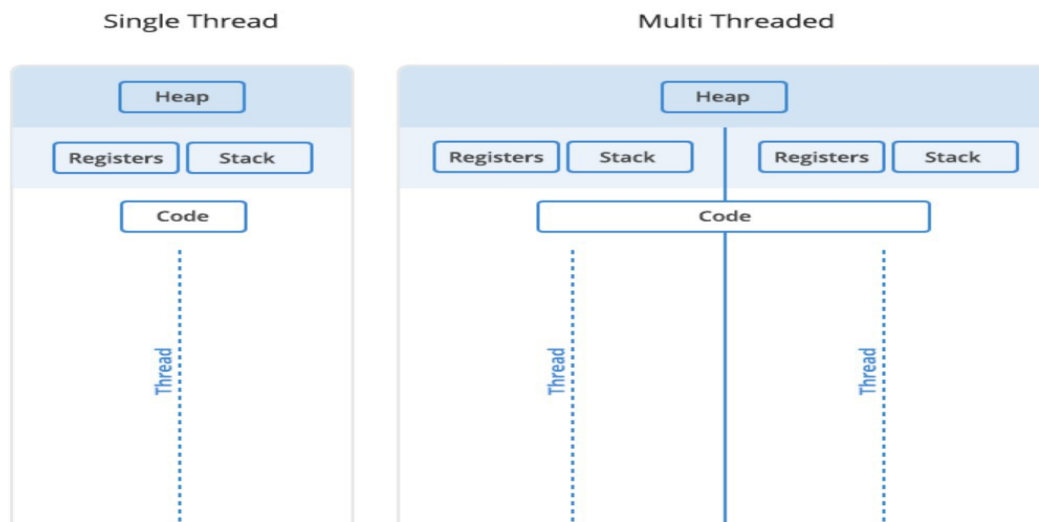 Single Thread
Multi Threaded
Heap
Heap
Registers Stack
Registers Stack
Registers Stack
Code
Code
Thread
Thread
Thread